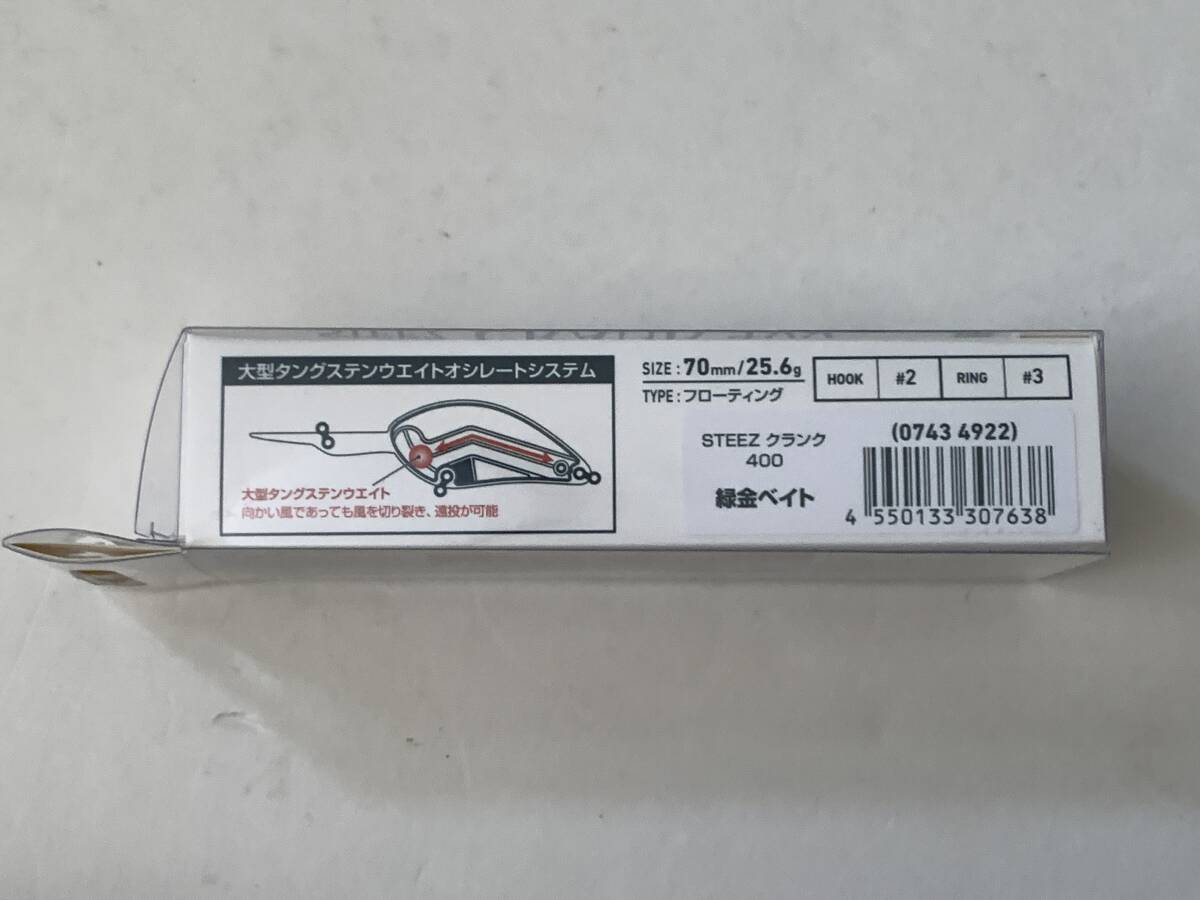 大型タングステンウエイトオシレートシステム
大型タングステンウエイト
向かい風であっても風を切り裂き、遠投が可能
SIZE : 70mm/25.6g
TYPE : フローティング
HOOK #2 RING #3
STEEZ クランク
400
緑金ベイト
(0743 4922)
4 550133 307638